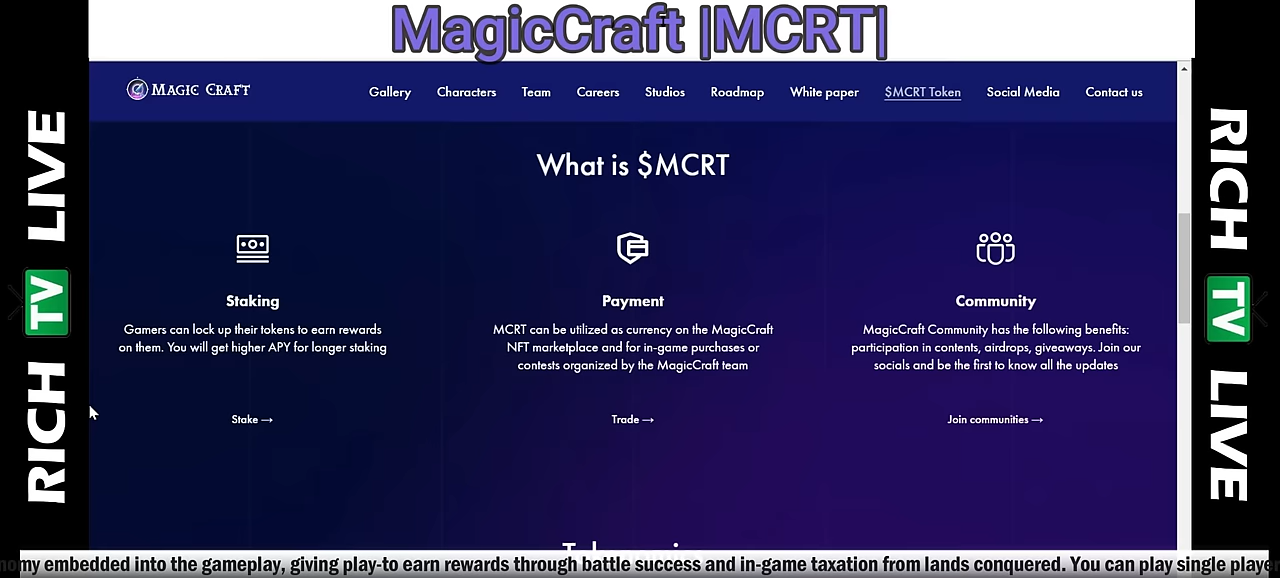 MagicCraft |MCRT|
MAGIC CRAFT
Gallery Characters Team Careers Studios Roadmap White paper $MCRT Token Social Media Contact us
What is $MCRT
Staking
Gamers can lock up their tokens to earn rewards
on them. You will get higher APY for longer staking
Stake →
Payment
MCRT can be utilized as currency on the MagicCraft
NFT marketplace and for in-game purchases or
contests organized by the MagicCraft team
Trade →
Community
MagicCraft Community has the following benefits:
participation in contents, airdrops, giveaways. Join our
socials and be the first to know all the updates
Join communities →
RICH TV LIVE
RICH TV LIVE
embedded into the gameplay, giving play-to earn rewards through battle success and in-game taxation from lands conquered. You can play single